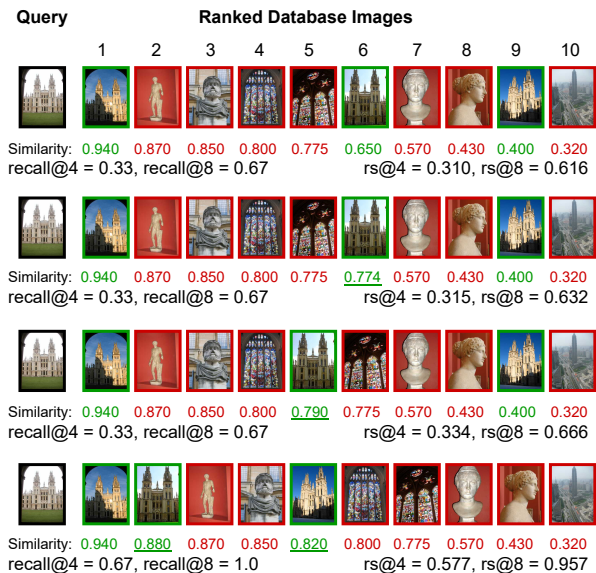 Query Ranked Database Images
1 2 3 4 5 6 7 8 9 10
Similarity: 0.940 0.870 0.850 0.800 0.775 0.650 0.570 0.430 0.400 0.320
recall@4 = 0.33, recall@8 = 0.67 rs@4 = 0.310, rs@8 = 0.616
Similarity: 0.940 0.870 0.850 0.800 0.775 0.774 0.570 0.430 0.400 0.320
recall@4 = 0.33, recall@8 = 0.67 rs@4 = 0.315, rs@8 = 0.632
Similarity: 0.940 0.870 0.850 0.800 0.790 0.775 0.570 0.430 0.400 0.320
recall@4 = 0.33, recall@8 = 0.67 rs@4 = 0.334, rs@8 = 0.666
Similarity: 0.940 0.880 0.870 0.850 0.820 0.800 0.775 0.570 0.430 0.320
recall@4 = 0.67, recall@8 = 1.0 rs@4 = 0.577, rs@8 = 0.957